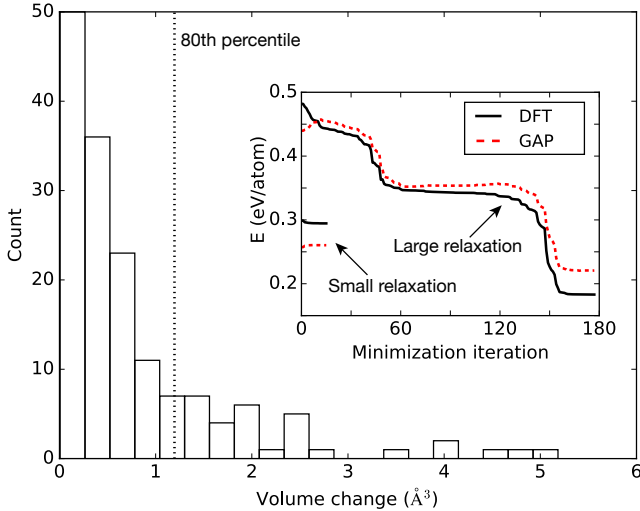 50
40
30
20
10
0
Count
0
1
2
3
4
5
6
Volume change (Å³)
80th percentile
0.5
0.4
0.3
0.2
E (eV/atom)
0
60
120
180
Minimization iteration
DFT
GAP
Large relaxation
Small relaxation